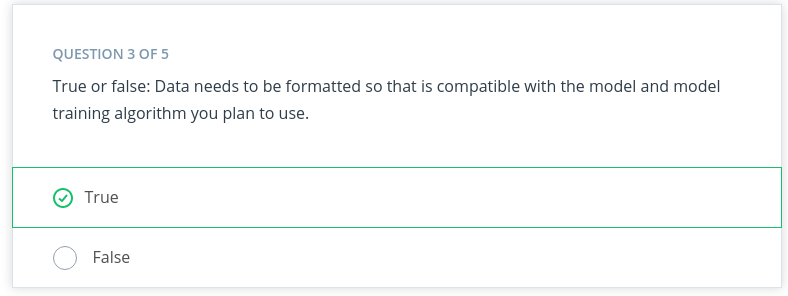 QUESTION 3 OF 5
True or false: Data needs to be formatted so that is compatible with the model and model
training algorithm you plan to use.
True
False